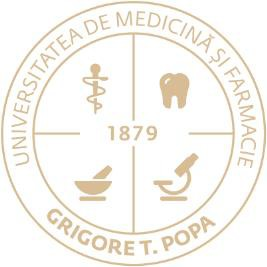 UNIVERSITATEA DE MEDICINĂ ȘI FARMACIE
1879
GRIGORE T. POPA